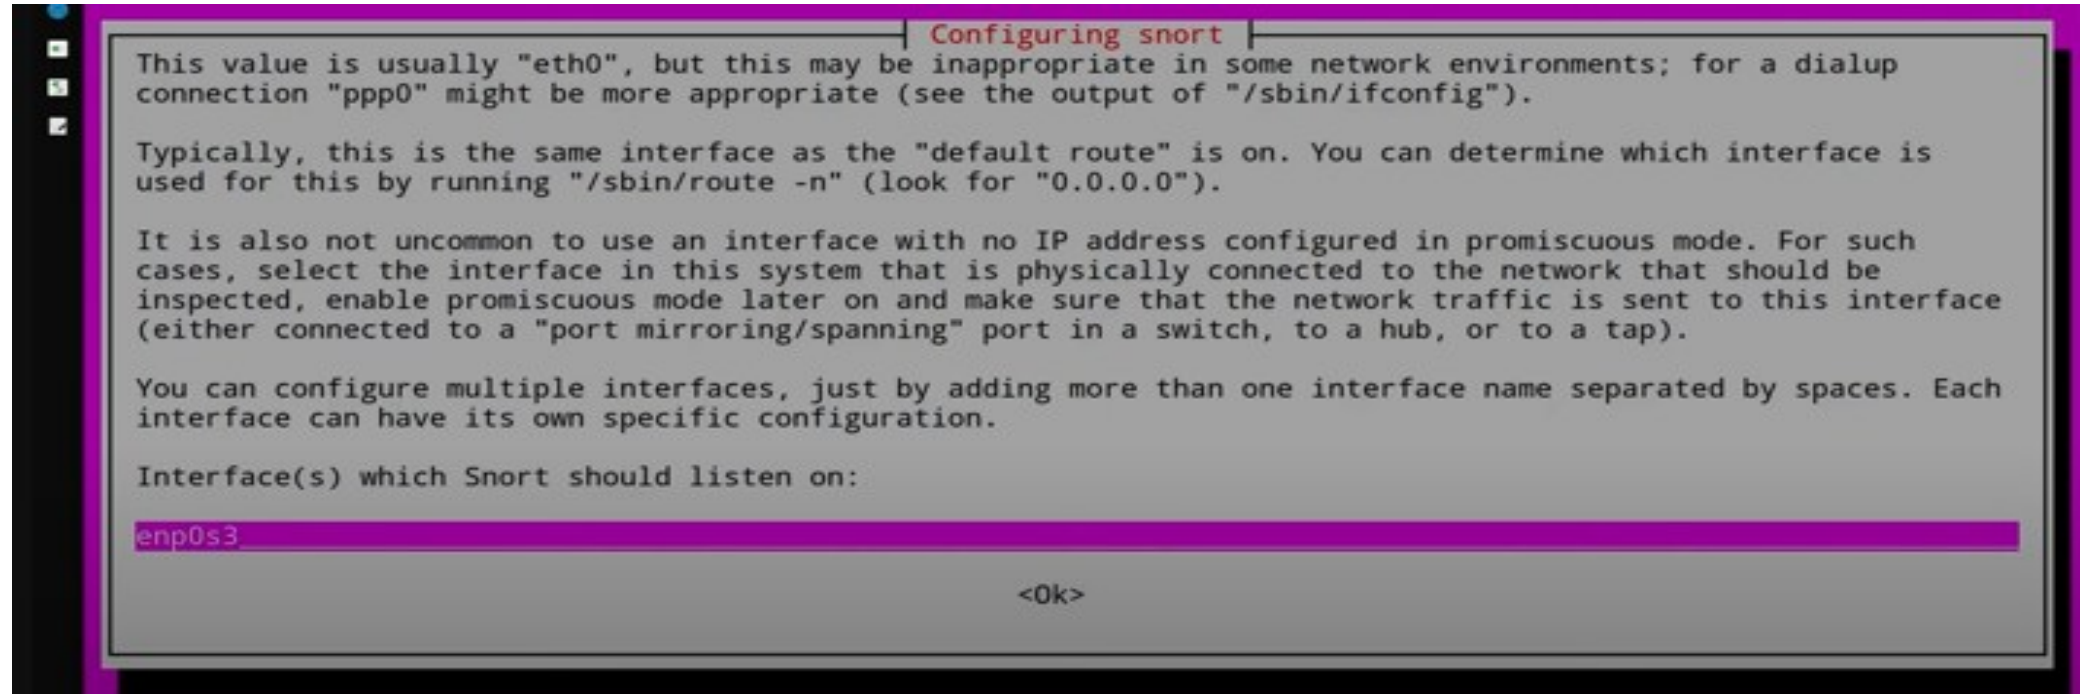 Configuring snort
This value is usually "eth0", but this may be inappropriate in some network environments; for a dialup
connection "ppp0" might be more appropriate (see the output of "/sbin/ifconfig").
Typically, this is the same interface as the "default route" is on. You can determine which interface is
used for this by running "/sbin/route -n" (look for "0.0.0.0").
It is also not uncommon to use an interface with no IP address configured in promiscuous mode. For such
cases, select the interface in this system that is physically connected to the network that should be
inspected, enable promiscuous mode later on and make sure that the network traffic is sent to this interface
(either connected to a "port mirroring/spanning" port in a switch, to a hub, or to a tap).
You can configure multiple interfaces, just by adding more than one interface name separated by spaces. Each
interface can have its own specific configuration.
Interface(s) which Snort should listen on:
enp0s3
<Ok>